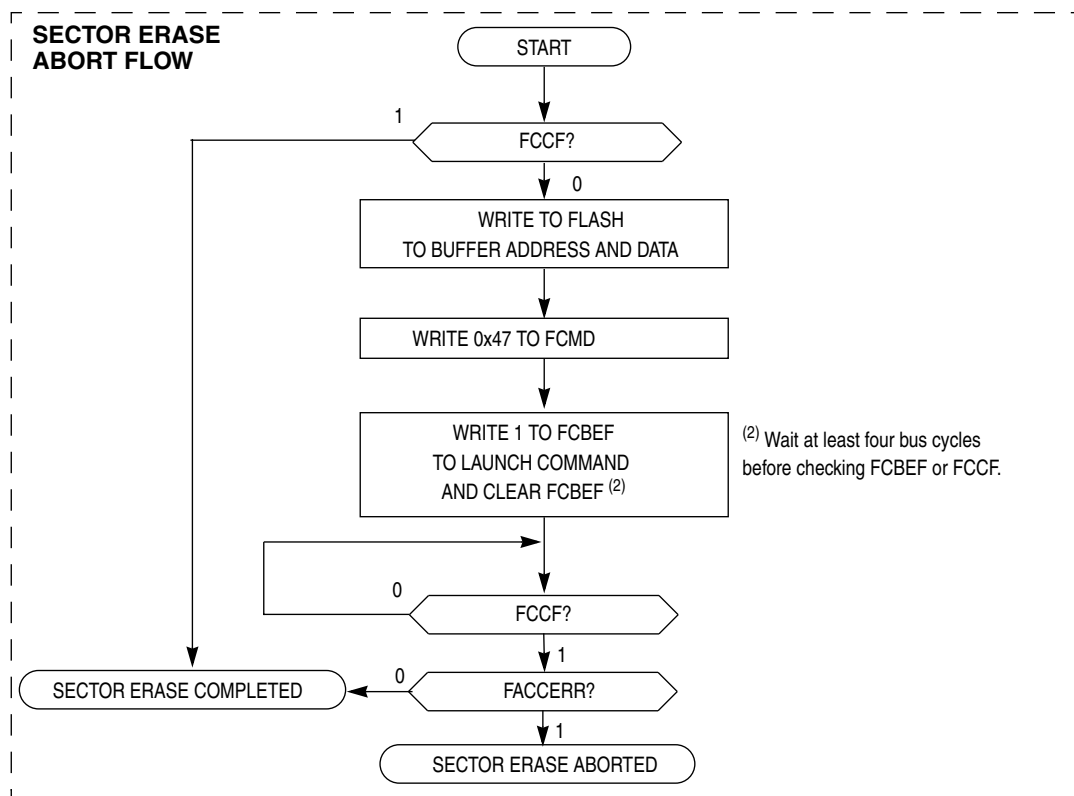 SECTOR ERASE
ABORT FLOW
START
1
FCCF?
0
WRITE TO FLASH
TO BUFFER ADDRESS AND DATA
WRITE 0x47 TO FCMD
WRITE 1 TO FCBEF
TO LAUNCH COMMAND
AND CLEAR FCBEF (2)
(2) Wait at least four bus cycles
before checking FCBEF or FCCF.
0
FCCF?
1
SECTOR ERASE COMPLETED
0
FACCERR?
1
SECTOR ERASE ABORTED